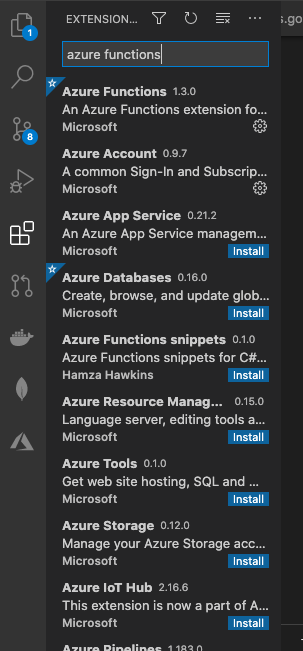 EXTENSION...
1
s.go
azure functions
Azure Functions 1.3.0
An Azure Functions extension fo...
Microsoft
8
Azure Account 0.9.7
A common Sign-In and Subscrip...
Microsoft
Azure App Service 0.21.2
An Azure App Service managem...
Microsoft Install
Azure Databases 0.16.0
Create, browse, and update glob...
Microsoft Install
Azure Functions snippets 0.1.0
Azure Functions snippets for C#...
Hamza Hawkins Install
Azure Resource Manag... 0.15.0
Language server, editing tools a...
Microsoft Install
Azure Tools 0.1.0
Get web site hosting, SQL and ...
Microsoft Install
Azure Storage 0.12.0
Manage your Azure Storage acc...
Microsoft Install
Azure IoT Hub 2.16.6
This extension is now a part of A...
Microsoft Install
Azure Pipelines 1.183.0